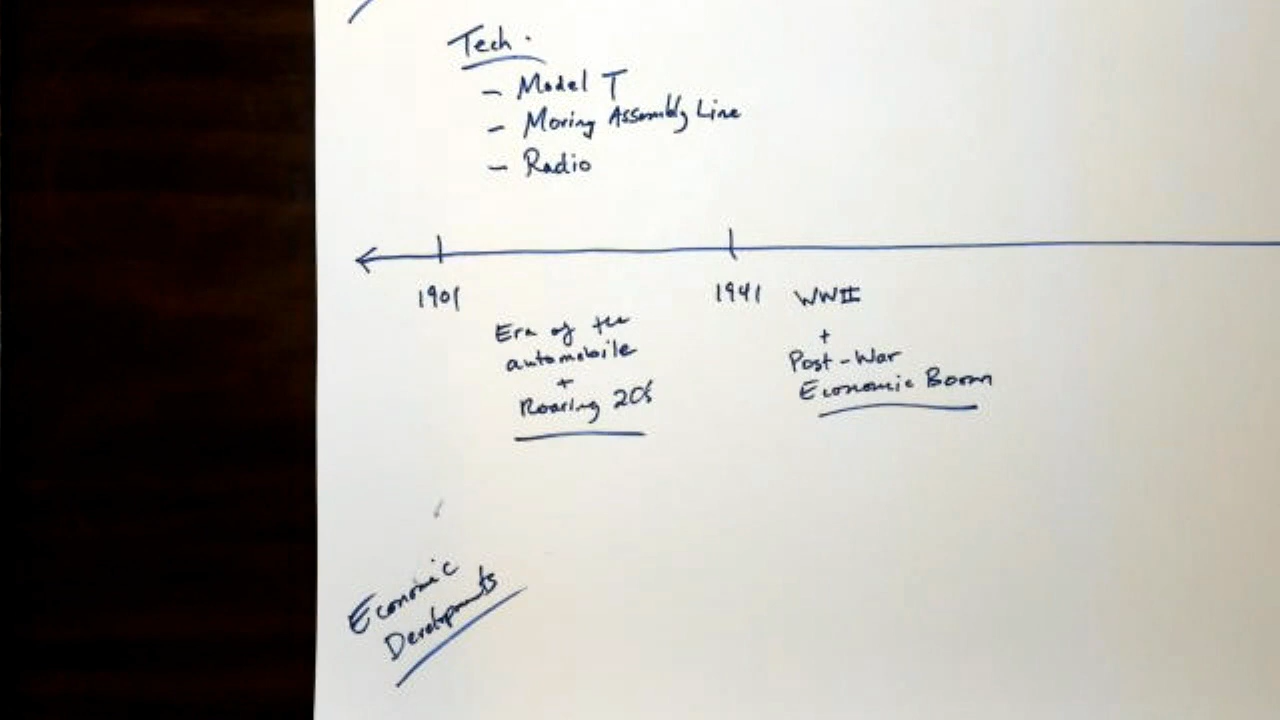 Tech.
- Model T
- Moving Assembly Line
- Radio
1901
1941 WWII
Era of the
automobile
+
Roaring 20s
+
Post-War
Economic Boom
Economic
Developments